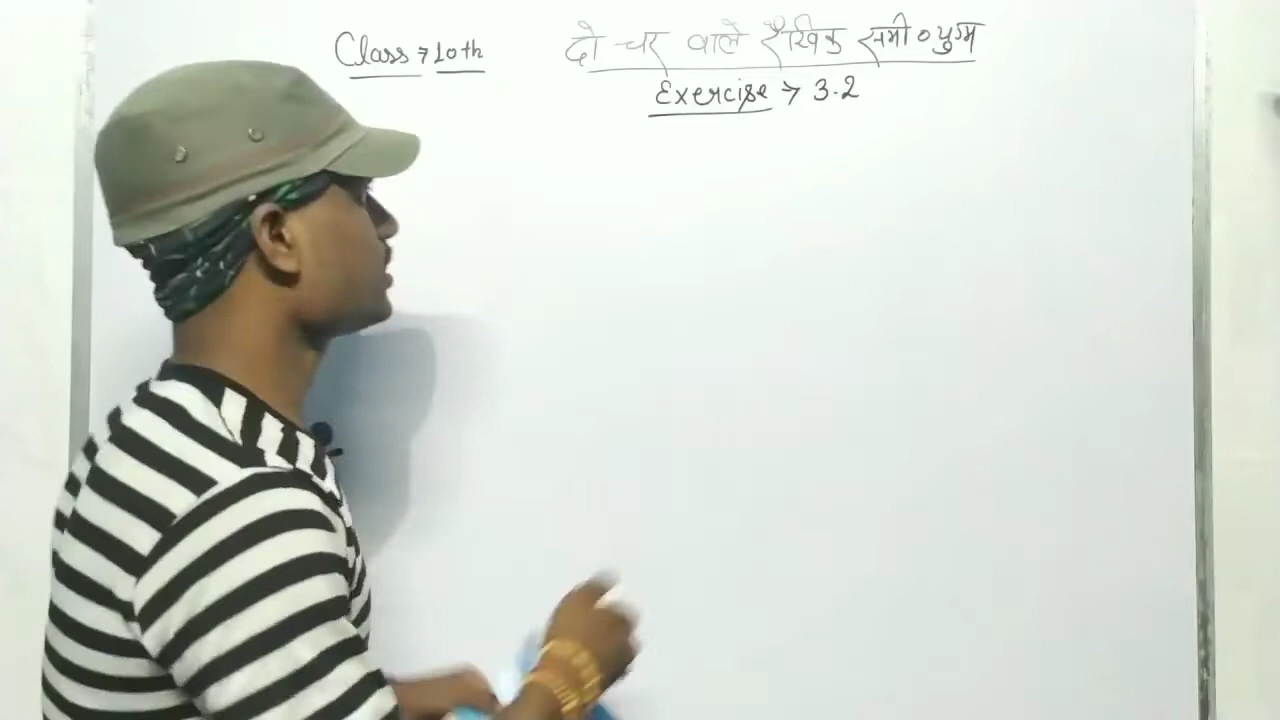 Class → 10th
दो चर वाले रैखिक समी० युग्म
Exercise → 3.2